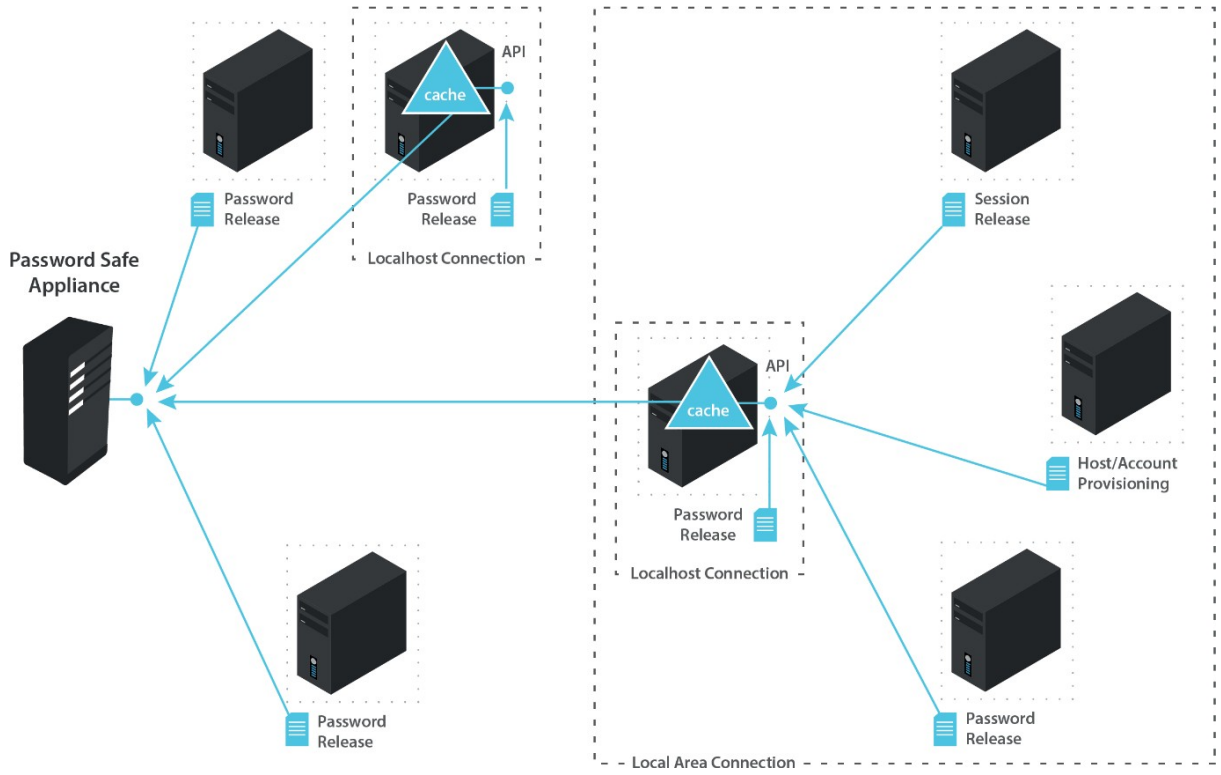 API
cache
Password
Release
Password
Release
Localhost Connection
Session
Release
Password Safe
Appliance
API
cache
Host/Account
Provisioning
Password
Release
Localhost Connection
Password
Release
Password
Release
Local Area Connection